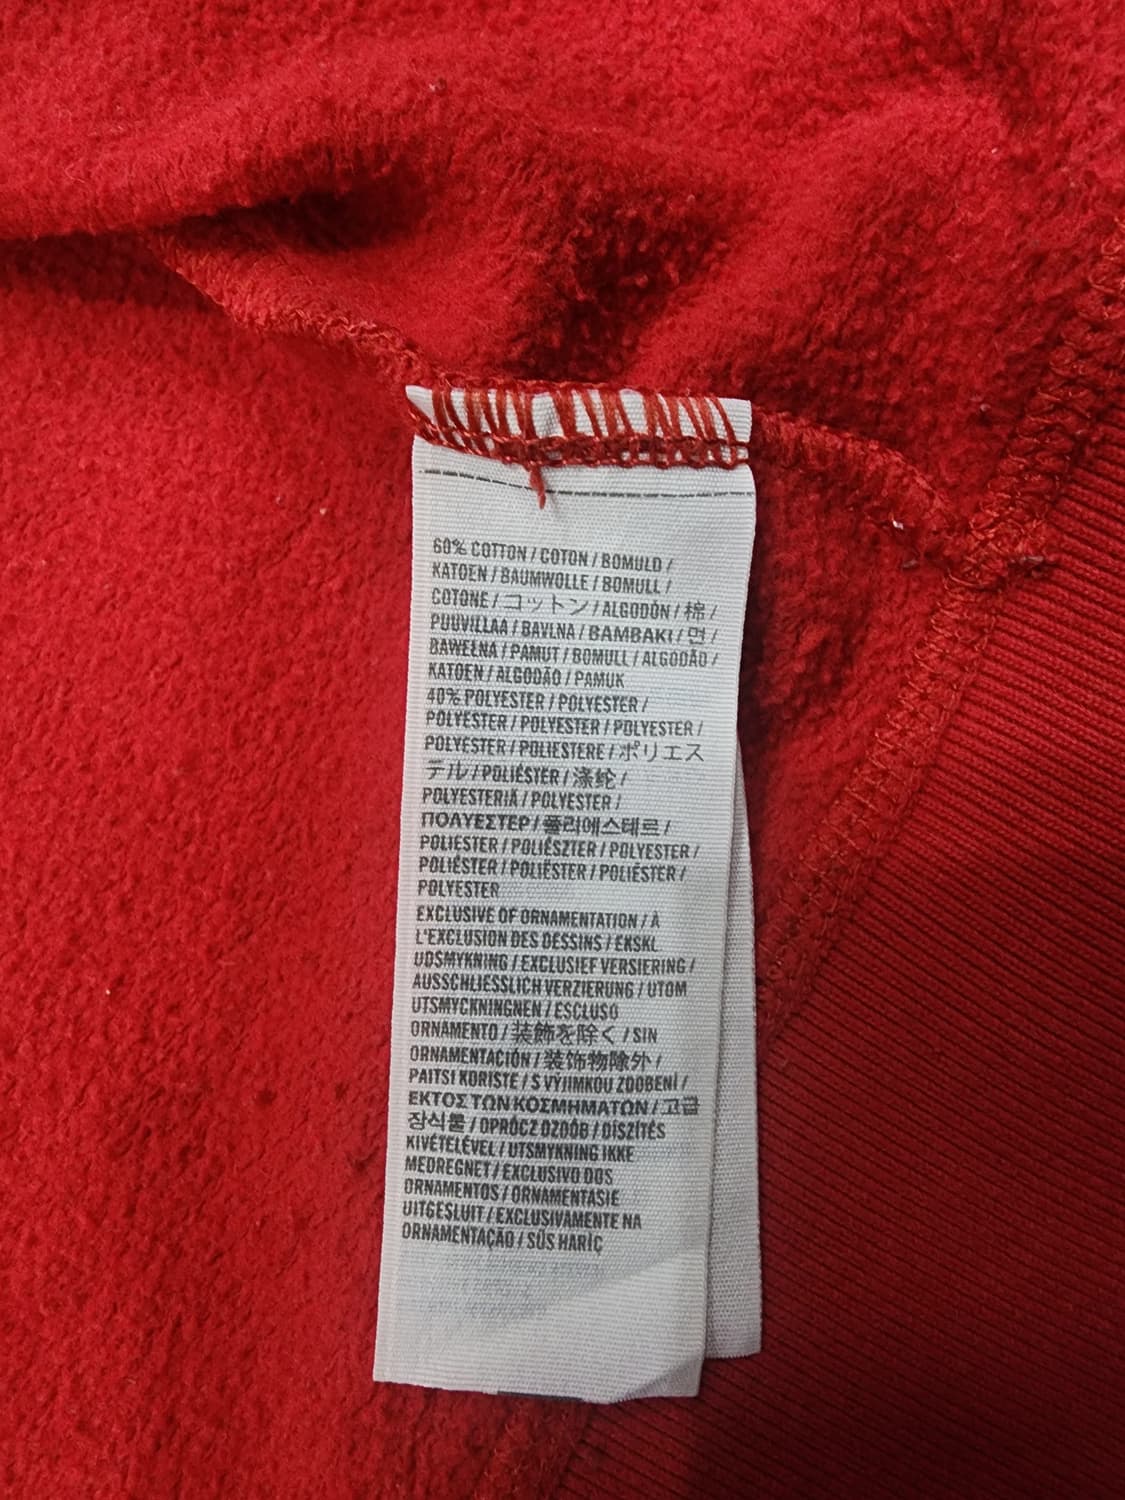 60% COTTON / COTON / BOMULD /
KATOEN / BAUMWOLLE / BOMULL /
COTONE / コットン / ALGODÓN / 棉 /
PUUVILLAA / BAVLNA / BAMBAKI / 면 /
BAWEŁNA / PAMUT / BOMULL / ALGODÃO /
KATOEN / ALGODÃO / PAMUK
40% POLYESTER / POLYESTER /
POLYESTER / POLYESTER / POLYESTER /
POLYESTER / POLIESTERE / ポリエス
テル / POLIÉSTER / 涤纶 /
POLYESTERIÄ / POLYESTER /
ΠΟΛΥΕΣΤΕΡ / 폴리에스테르 /
POLIESTER / POLIÉSZTER / POLYESTER /
POLIÉSTER / POLIËSTER / POLIÉSTER /
POLYESTER
EXCLUSIVE OF ORNAMENTATION / À
L'EXCLUSION DES DESSINS / EKSKL.
UDSMYKNING / EXCLUSIEF VERSIERING /
AUSSCHLIESSLICH VERZIERUNG / UTOM
UTSMYCKNINGNEN / ESCLUSO
ORNAMENTO / 装飾を除く / SIN
ORNAMENTACIÓN / 装饰物除外 /
PAITSI KORISTE / S VÝJIMKOU ZDOBENÍ /
ΕΚΤΟΣ ΤΩΝ ΚΟΣΜΗΜΑΤΩΝ / 고급
장식물 / OPRÓCZ OZDÓB / DÍSZÍTÉS
KIVÉTELÉVEL / UTSMYKNING IKKE
MEDREGNET / EXCLUSIVO DOS
ORNAMENTOS / ORNAMENTASIE
UITGESLUIT / EXCLUSIVAMENTE NA
ORNAMENTAÇÃO / SÜS HARİÇ